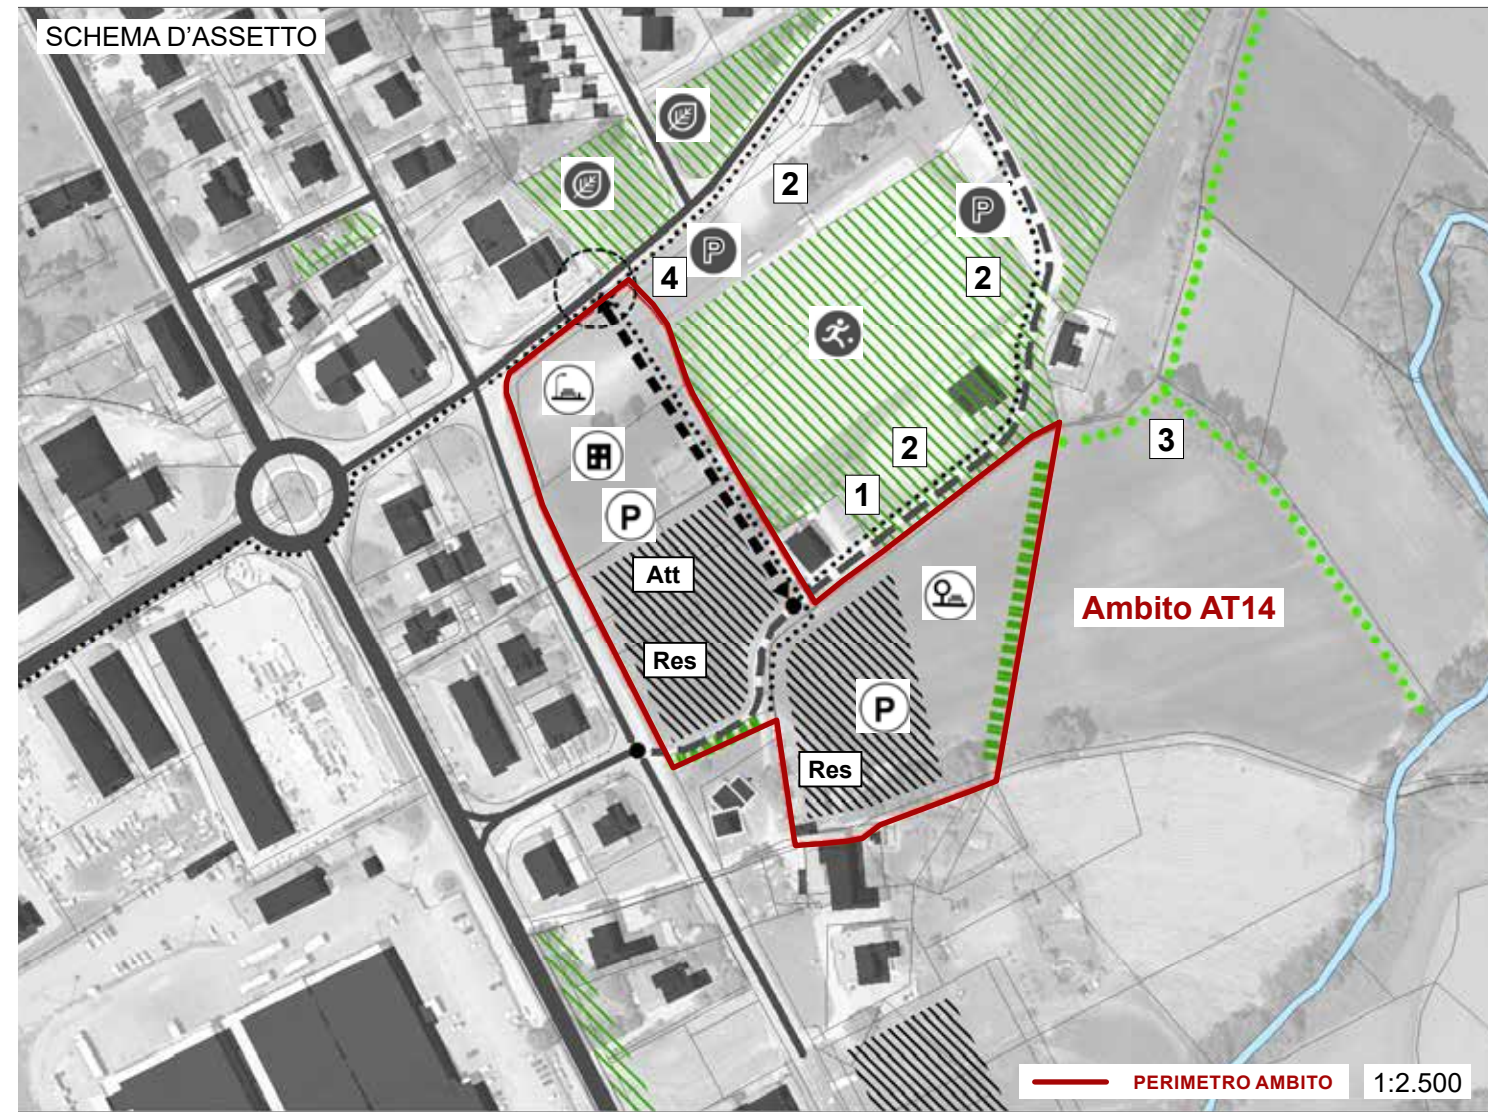 SCHEMA D'ASSETTO
2
P
P
4
2
2
3
1
P
Att
Ambito AT14
Res
P
Res
PERIMETRO AMBITO
1:2.500